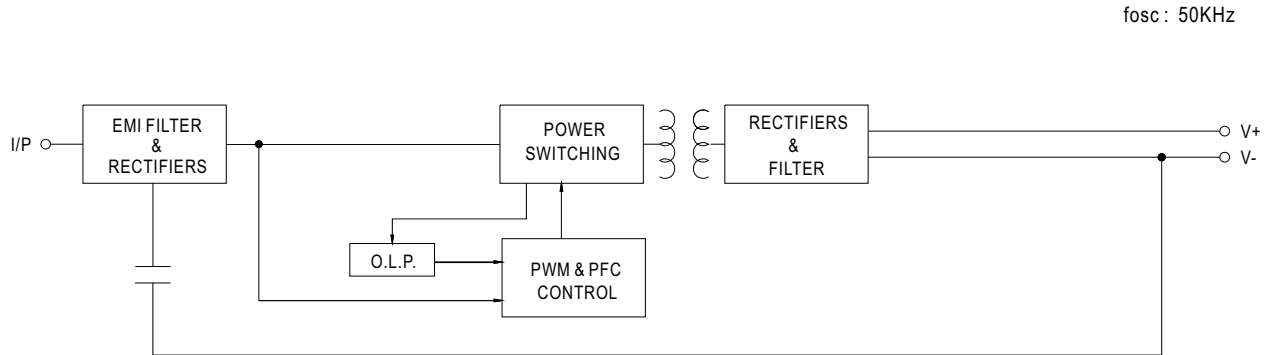 fosc : 50KHz
I/P
EMI FILTER
&
RECTIFIERS
POWER
SWITCHING
RECTIFIERS
&
FILTER
V+
V-
O.L.P.
PWM & PFC
CONTROL